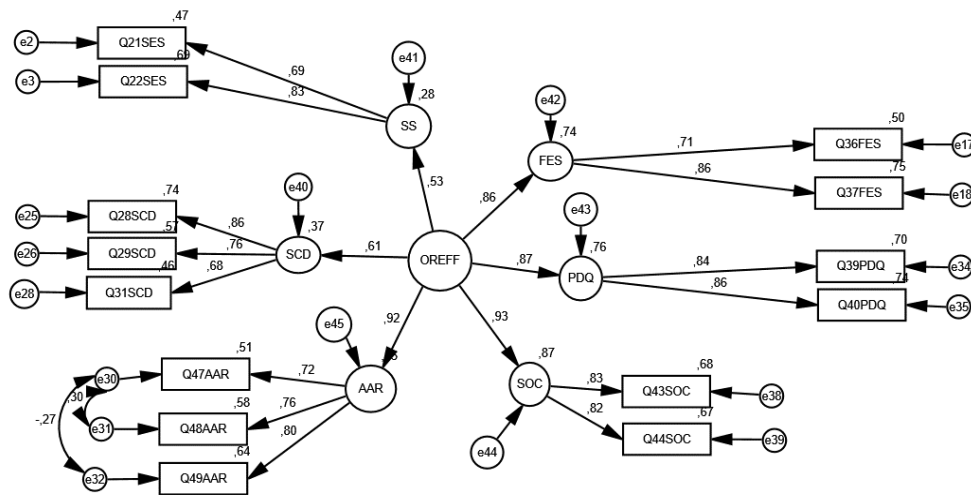 ,47
e2
Q21SES
,69
e3
Q22SES
,69
,83
e41
,28
SS
,53
e42
,74
FES
,86
,71
,86
,50
Q36FES
e17
,75
Q37FES
e18
,74
e25
Q28SCD
,57
e26
Q29SCD
,46
e28
Q31SCD
,86
,76
,68
e40
,37
SCD
,61
OREFF
e43
,76
PDQ
,87
,84
,86
,70
Q39PDQ
e34
,74
Q40PDQ
e35
e45
,92
AAR
,51
e30
Q47AAR
,72
,30
-,27
,58
e31
Q48AAR
,76
,64
e32
Q49AAR
,80
,93
,87
SOC
e44
,83
,82
,68
Q43SOC
e38
,67
Q44SOC
e39